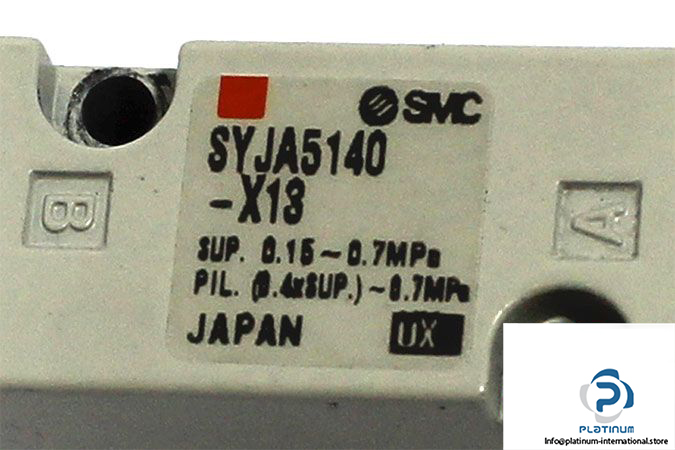 SMC
SYJA5140
-X13
B
A
SUP. 0.15~0.7MPa
PIL. (0.4xSUP.)~0.7MPa
JAPAN UX
PLATINUM
Info@platinum-international.store